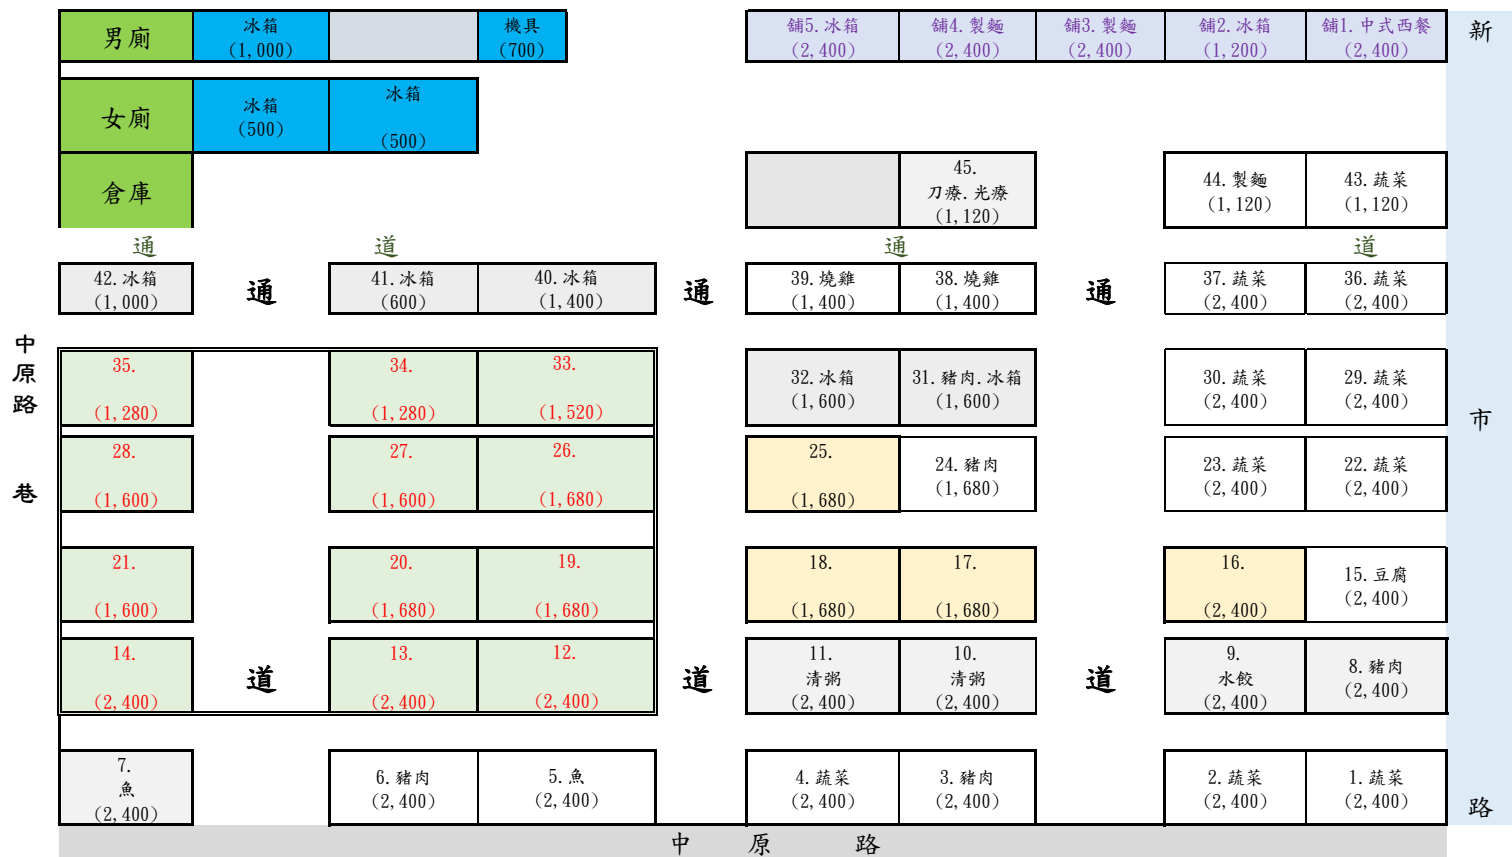 男廁
冰箱
(1,000)
機具
(700)
舖5.冰箱
(2,400)
舖4.製麵
(2,400)
舖3.製麵
(2,400)
舖2.冰箱
(1,200)
舖1.中式西餐
(2,400)
新
女廁
冰箱
(500)
冰箱
(500)
倉庫
45.
刀療.光療
(1,120)
44.製麵
(1,120)
43.蔬菜
(1,120)
通
道
通
道
42.冰箱
(1,000)
通
41.冰箱
(600)
40.冰箱
(1,400)
通
39.燒雞
(1,400)
38.燒雞
(1,400)
通
37.蔬菜
(2,400)
36.蔬菜
(2,400)
中
原
路
巷
35.
(1,280)
34.
(1,280)
33.
(1,520)
32.冰箱
(1,600)
31.豬肉.冰箱
(1,600)
30.蔬菜
(2,400)
29.蔬菜
(2,400)
市
28.
(1,600)
27.
(1,600)
26.
(1,680)
25.
(1,680)
24.豬肉
(1,680)
23.蔬菜
(2,400)
22.蔬菜
(2,400)
21.
(1,600)
20.
(1,680)
19.
(1,680)
18.
(1,680)
17.
(1,680)
16.
(2,400)
15.豆腐
(2,400)
14.
(2,400)
道
13.
(2,400)
12.
(2,400)
道
11.
清粥
(2,400)
10.
清粥
(2,400)
道
9.
水餃
(2,400)
8.豬肉
(2,400)
7.
魚
(2,400)
6.豬肉
(2,400)
5.魚
(2,400)
4.蔬菜
(2,400)
3.豬肉
(2,400)
2.蔬菜
(2,400)
1.蔬菜
(2,400)
路
中 原 路